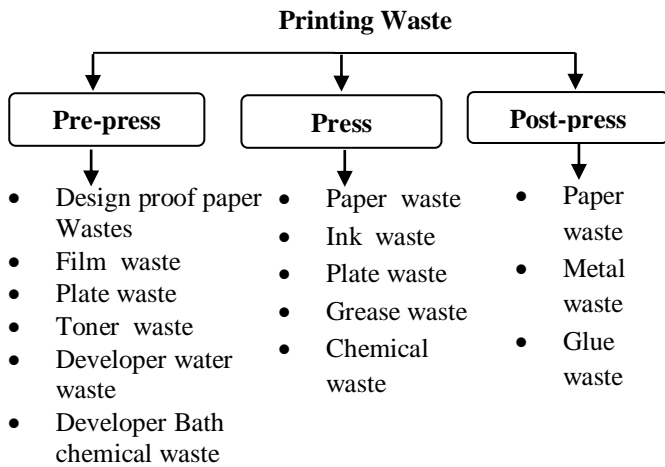 Printing Waste
Pre-press
Press
Post-press
• Design proof paper
Wastes
• Film waste
• Plate waste
• Toner waste
• Developer water
waste
• Developer Bath
chemical waste
• Paper waste
• Ink waste
• Plate waste
• Grease waste
• Chemical
waste
• Paper
waste
• Metal
waste
• Glue
waste